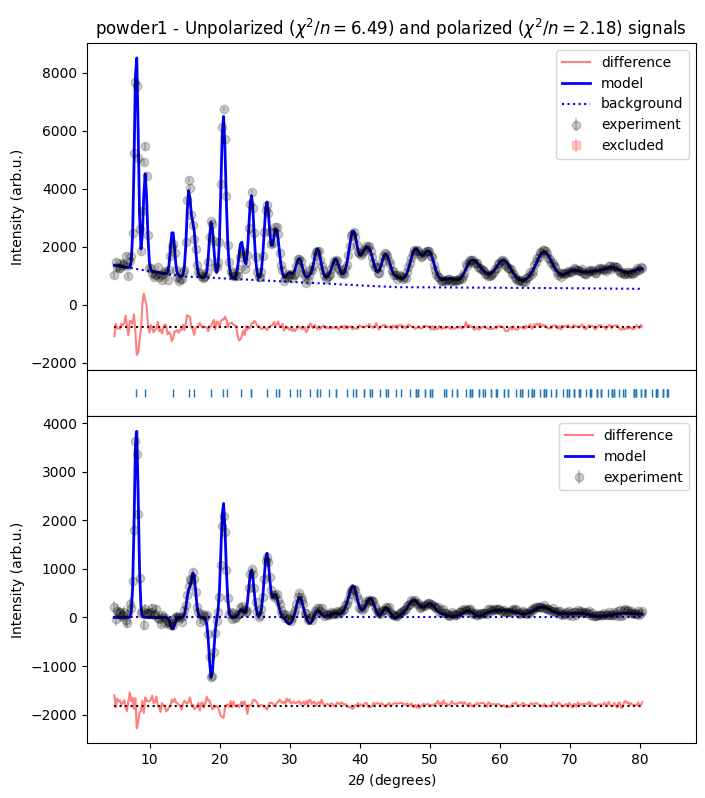 powder1 - Unpolarized (χ²/n = 6.49) and polarized (χ²/n = 2.18) signals
8000
6000
4000
2000
0
−2000
Intensity (arb.u.)
difference
model
background
experiment
excluded
4000
3000
2000
1000
0
−1000
−2000
Intensity (arb.u.)
difference
model
experiment
10 20 30 40 50 60 70 80
2θ (degrees)